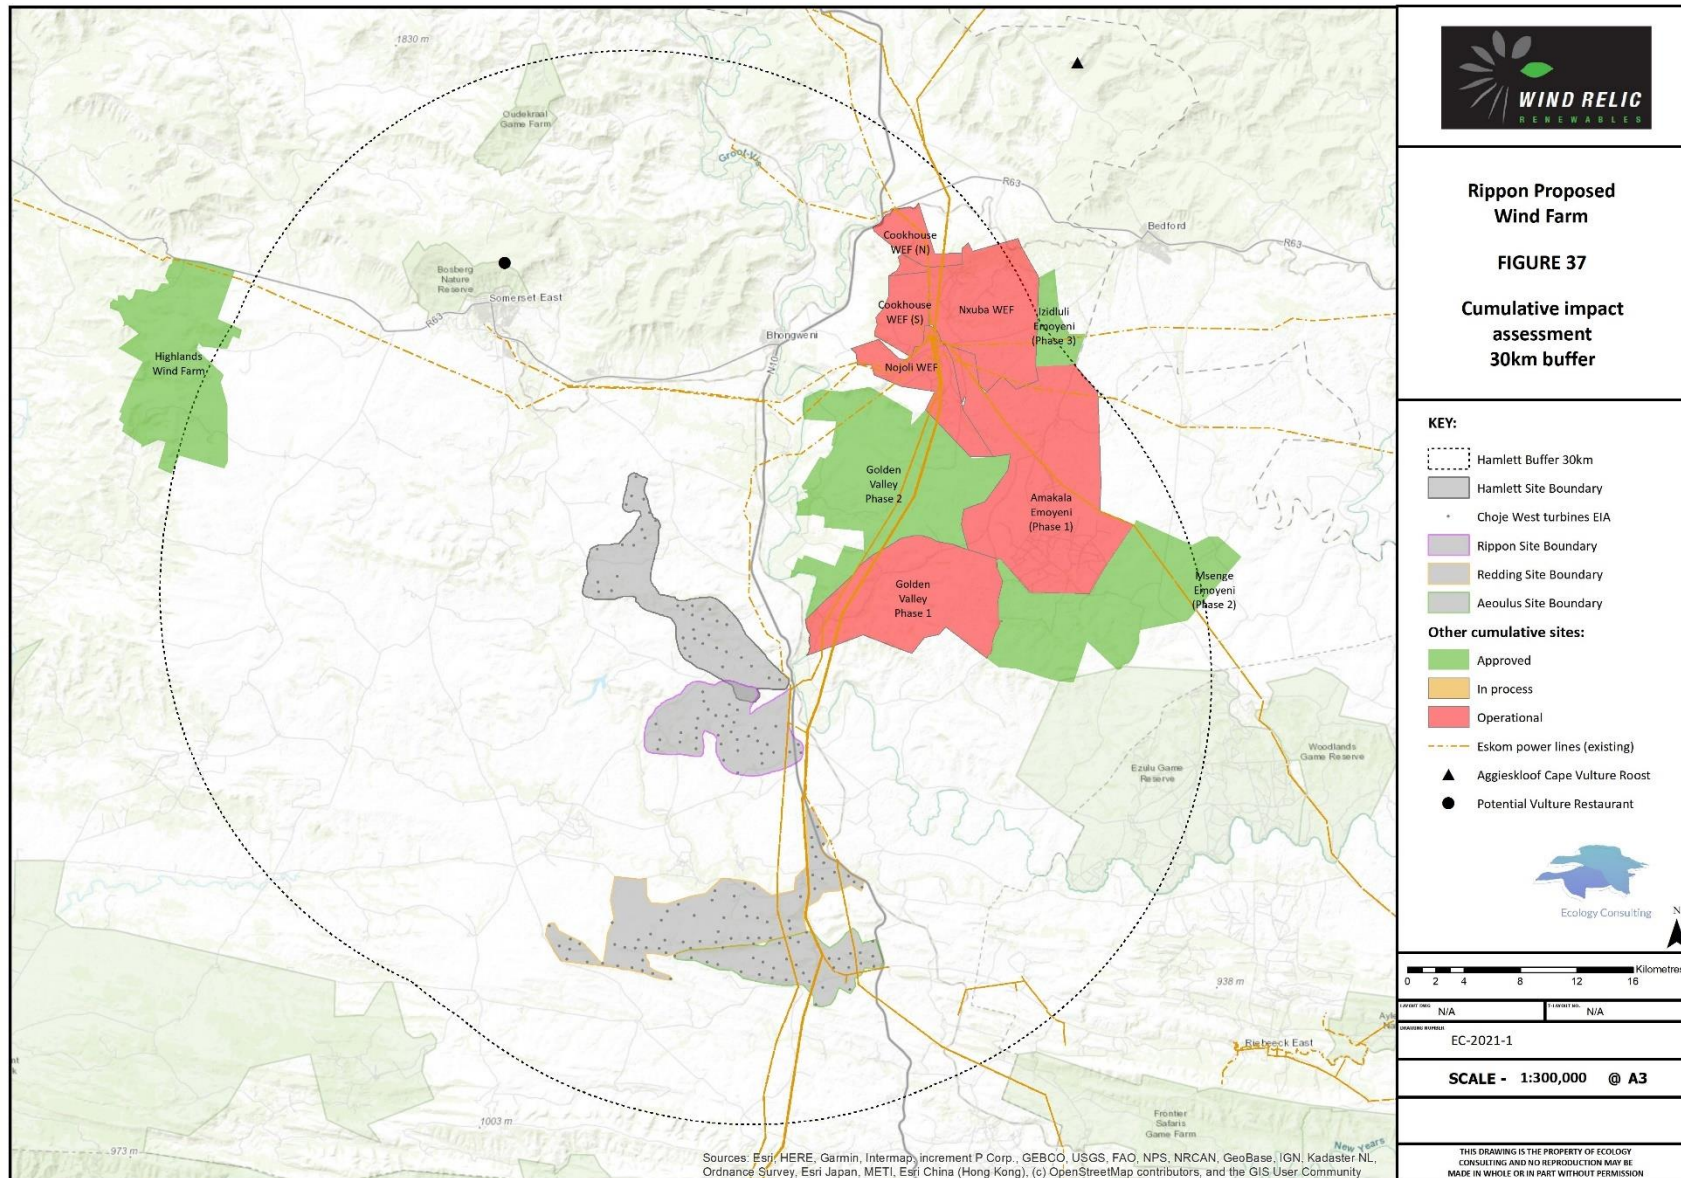 1830 m
Oudekraal
Game Farm
Groot-Vis
R63
Bedford
R63
Cookhouse
WEF (N)
Bosberg
Nature
Reserve
Somerset East
R63
Cookhouse
WEF (S)
Nxuba WEF
Izidluli
Emoyeni
(Phase 3)
Bhongweni
N10
Highlands
Wind Farm
Nojoli WEF
Golden
Valley
Phase 2
Amakala
Emoyeni
(Phase 1)
Golden
Valley
Phase 1
Msenge
Emoyeni
(Phase 2)
Woodlands
Game Reserve
Ezulu Game
Reserve
938 m
Riebeeck East
1003 m
973 m
Frontier
Safaris
Game Farm
New Years
Sources: Esri, HERE, Garmin, Intermap, increment P Corp., GEBCO, USGS, FAO, NPS, NRCAN, GeoBase, IGN, Kadaster NL,
Ordnance Survey, Esri Japan, METI, Esri China (Hong Kong), (c) OpenStreetMap contributors, and the GIS User Community
WIND RELIC
RENEWABLES
Rippon Proposed
Wind Farm
FIGURE 37
Cumulative impact
assessment
30km buffer
KEY:
Hamlett Buffer 30km
Hamlett Site Boundary
Choje West turbines EIA
Rippon Site Boundary
Redding Site Boundary
Aeoulus Site Boundary
Other cumulative sites:
Approved
In process
Operational
Eskom power lines (existing)
Aggieskloof Cape Vulture Roost
Potential Vulture Restaurant
Ecology Consulting
N
Kilometres
0 2 4 8 12 16
N/A N/A
DRAWING NUMBER
EC-2021-1
SCALE - 1:300,000 @ A3
THIS DRAWING IS THE PROPERTY OF ECOLOGY
CONSULTING AND NO REPRODUCTION MAY BE
MADE IN WHOLE OR IN PART WITHOUT PERMISSION